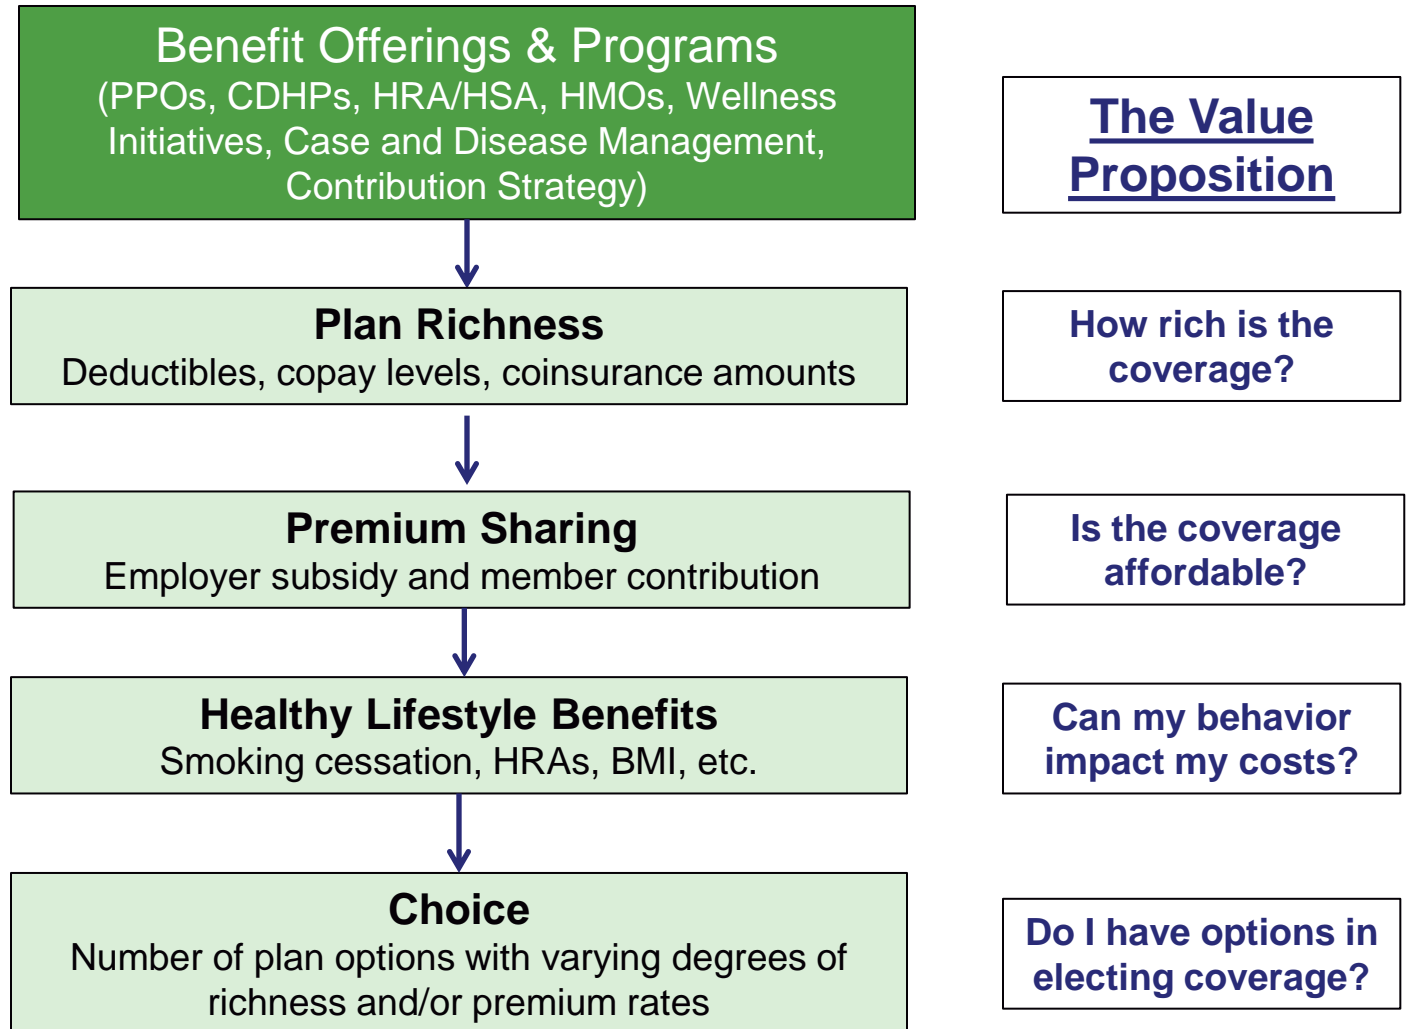 Benefit Offerings & Programs
(PPOs, CDHPs, HRA/HSA, HMOs, Wellness
Initiatives, Case and Disease Management,
Contribution Strategy)
The Value
Proposition
Plan Richness
Deductibles, copay levels, coinsurance amounts
How rich is the
coverage?
Premium Sharing
Employer subsidy and member contribution
Is the coverage
affordable?
Healthy Lifestyle Benefits
Smoking cessation, HRAs, BMI, etc.
Can my behavior
impact my costs?
Choice
Number of plan options with varying degrees of
richness and/or premium rates
Do I have options in
electing coverage?